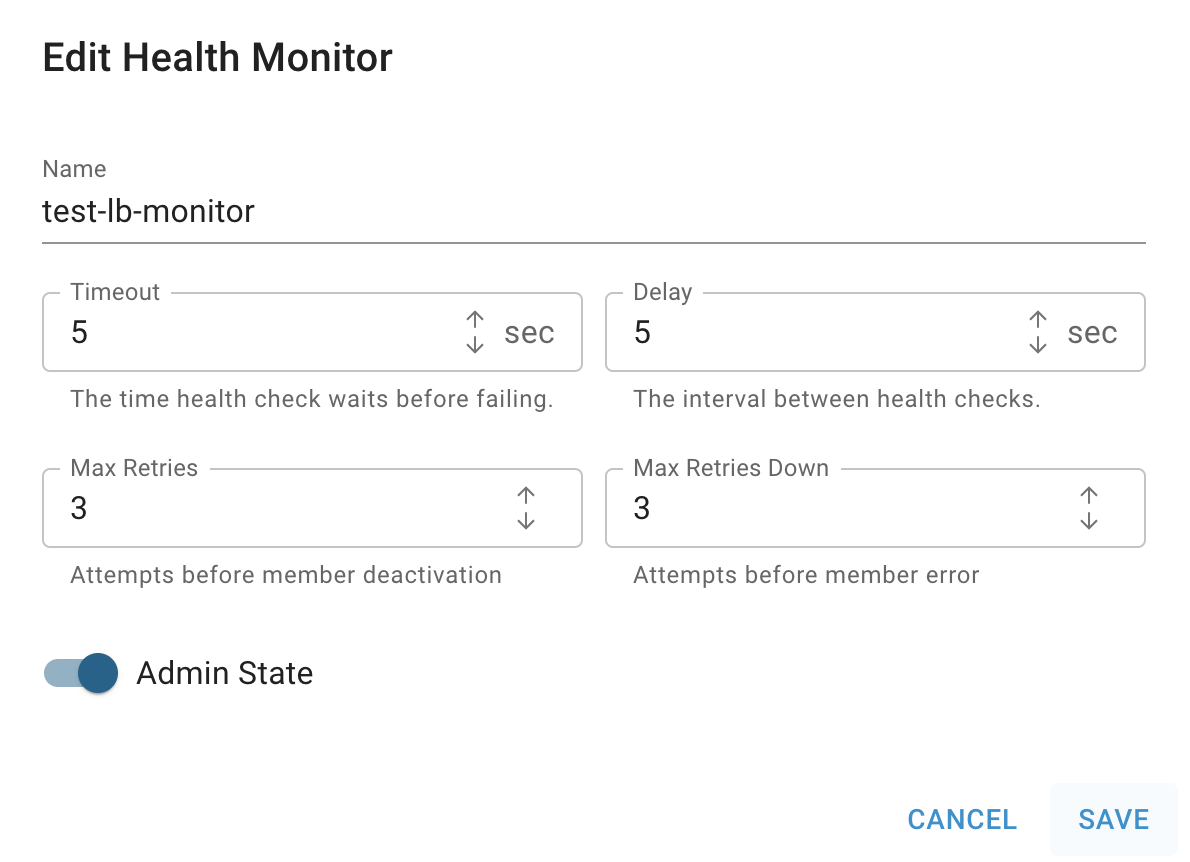 Edit Health Monitor
Name
test-lb-monitor
Timeout
5
sec
The time health check waits before failing.
Delay
5
sec
The interval between health checks.
Max Retries
3
Attempts before member deactivation
Max Retries Down
3
Attempts before member error
Admin State
CANCEL
SAVE